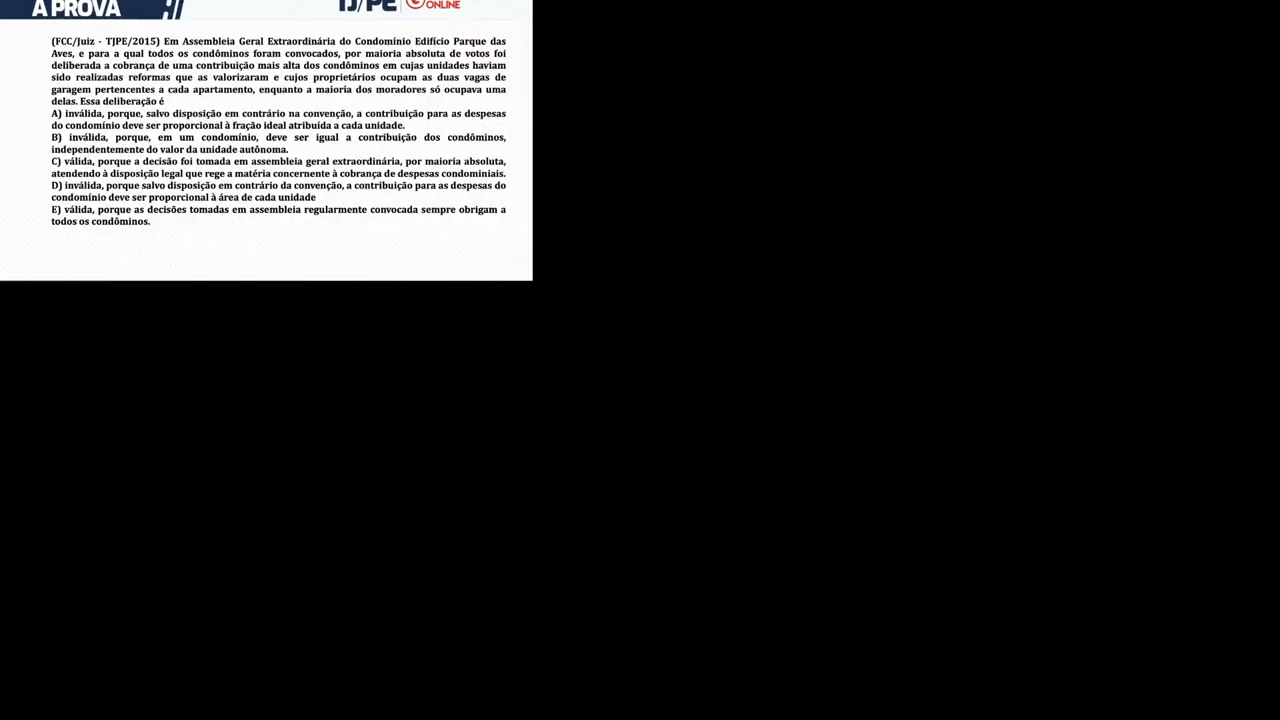 A PROVA
TJ/PE
ONLINE
(FCC/Juiz - TJPE/2015) Em Assembleia Geral Extraordinária do Condomínio Edifício Parque das
Aves, e para a qual todos os condôminos foram convocados, por maioria absoluta de votos foi
deliberada a cobrança de uma contribuição mais alta dos condôminos em cujas unidades haviam
sido realizadas reformas que as valorizaram e cujos proprietários ocupam as duas vagas de
garagem pertencentes a cada apartamento, enquanto a maioria dos moradores só ocupava uma
delas. Essa deliberação é
A) inválida, porque, salvo disposição em contrário na convenção, a contribuição para as despesas
do condomínio deve ser proporcional à fração ideal atribuída a cada unidade.
B) inválida, porque, em um condomínio, deve ser igual a contribuição dos condôminos,
independentemente do valor da unidade autônoma.
C) válida, porque a decisão foi tomada em assembleia geral extraordinária, por maioria absoluta,
atendendo à disposição legal que rege a matéria concernente à cobrança de despesas condominiais.
D) inválida, porque salvo disposição em contrário da convenção, a contribuição para as despesas do
condomínio deve ser proporcional à área de cada unidade
E) válida, porque as decisões tomadas em assembleia regularmente convocada sempre obrigam a
todos os condôminos.